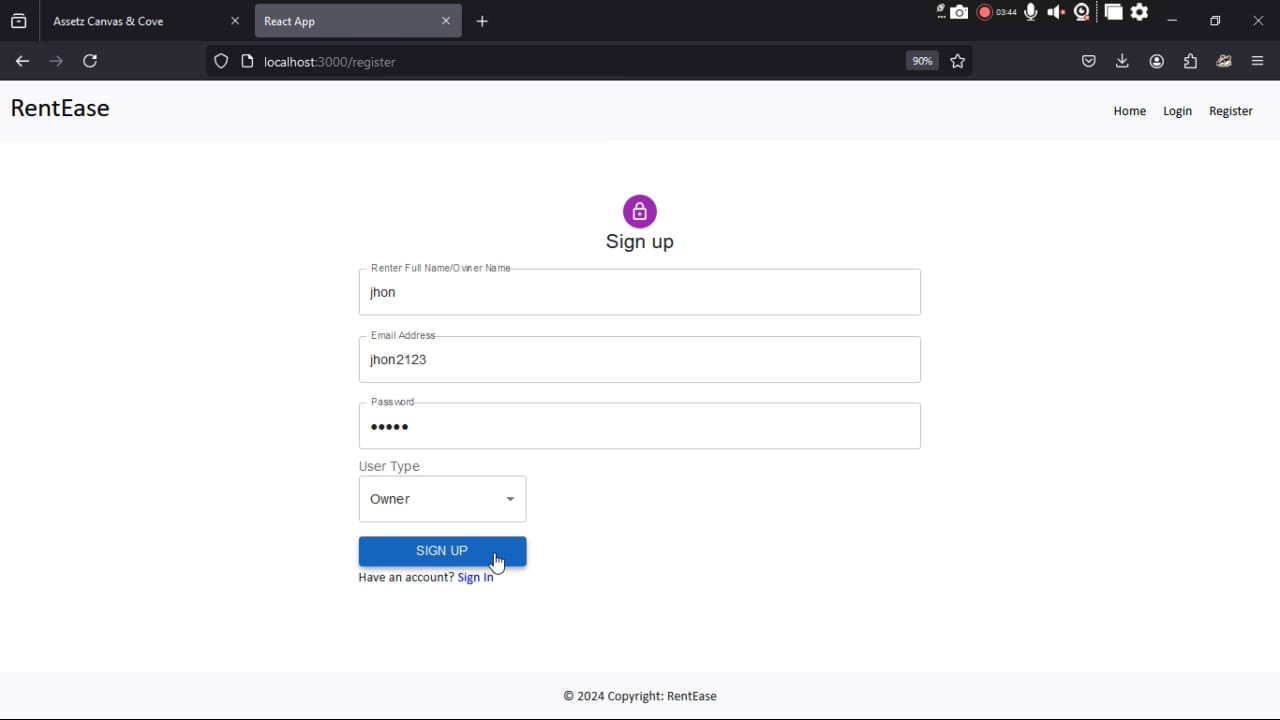 Assetz Canvas & Cove
React App
03:44
localhost:3000/register
90%
RentEase
Home Login Register
Sign up
Renter Full Name/Owner Name
jhon
Email Address
jhon2123
Password
User Type
Owner
SIGN UP
Have an account? Sign In
© 2024 Copyright: RentEase